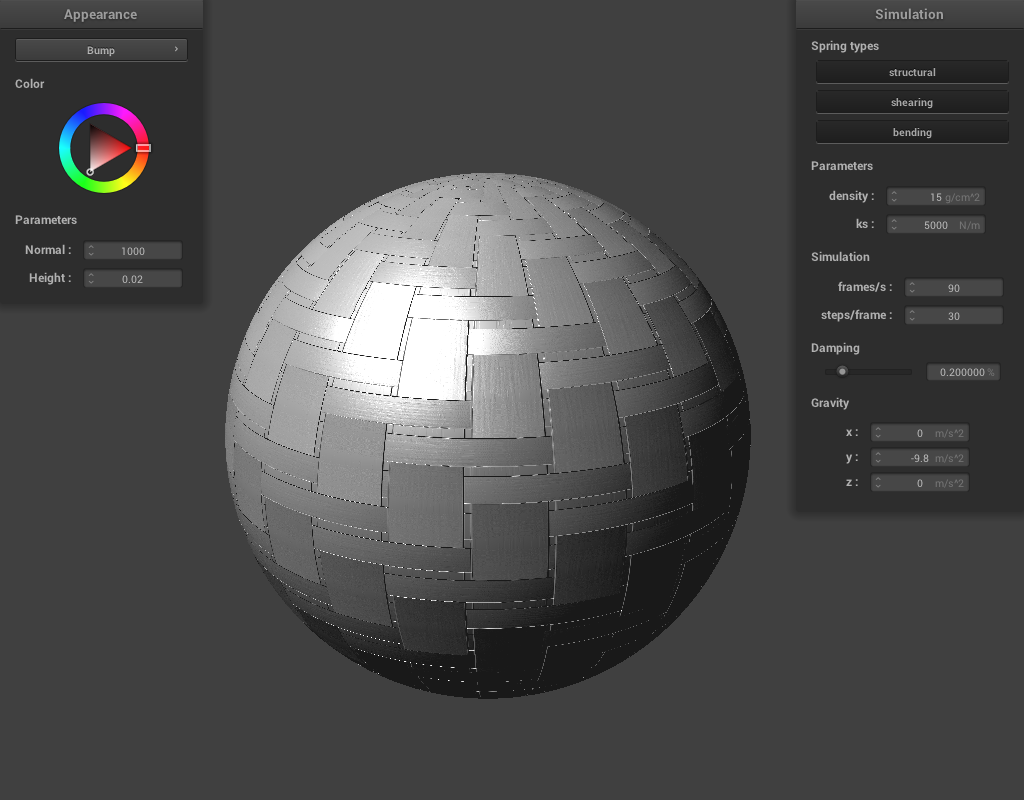 Appearance
Bump
Color
Parameters
Normal : 1000
Height : 0.02
Simulation
Spring types
structural
shearing
bending
Parameters
density : 15 g/cm^2
ks : 5000 N/m
Simulation
frames/s : 90
steps/frame : 30
Damping
0.200000 %
Gravity
x : 0 m/s^2
y : -9.8 m/s^2
z : 0 m/s^2